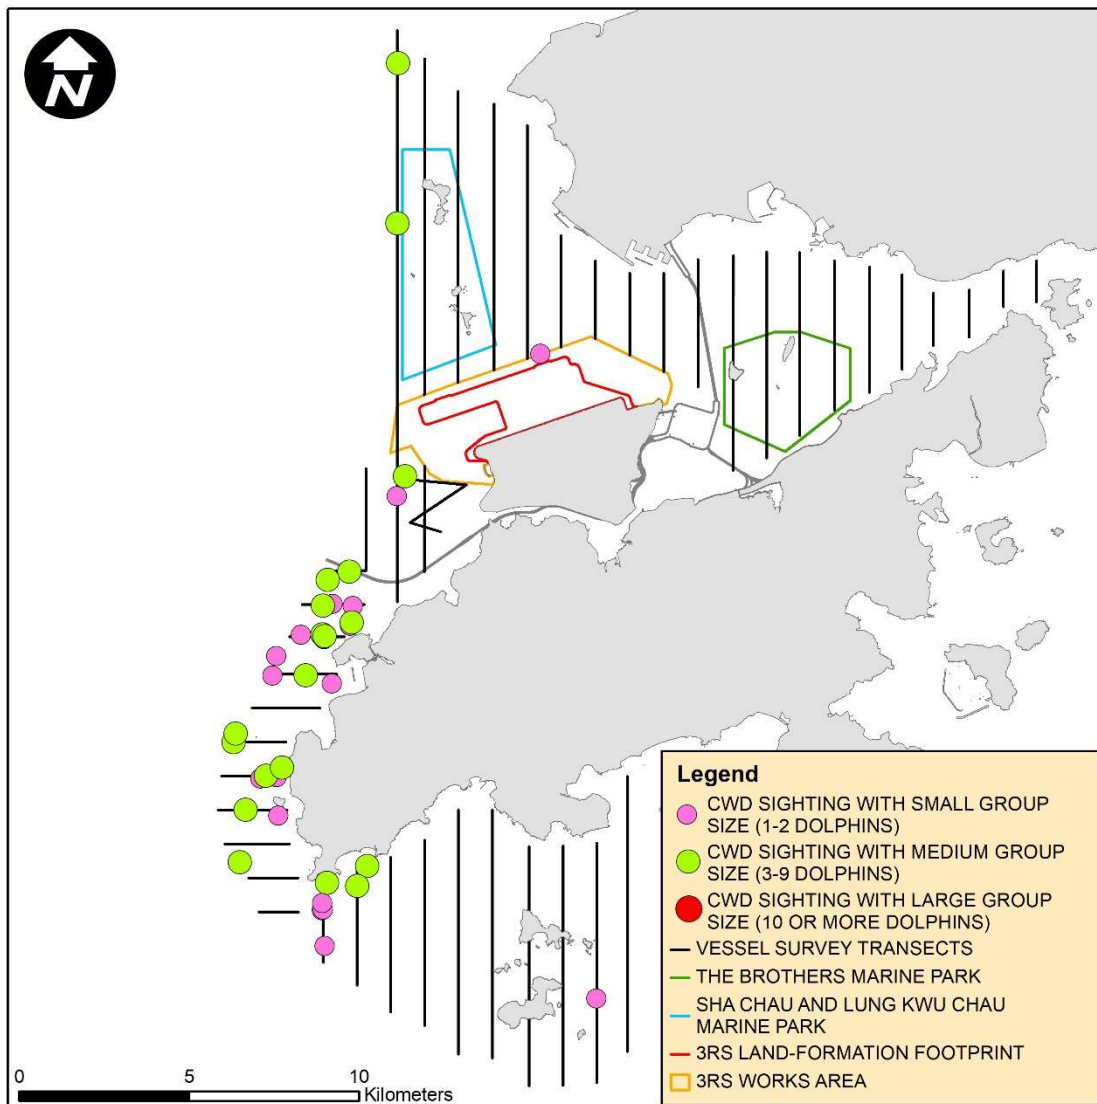 N
Legend
CWD SIGHTING WITH SMALL GROUP
SIZE (1-2 DOLPHINS)
CWD SIGHTING WITH MEDIUM GROUP
SIZE (3-9 DOLPHINS)
CWD SIGHTING WITH LARGE GROUP
SIZE (10 OR MORE DOLPHINS)
VESSEL SURVEY TRANSECTS
THE BROTHERS MARINE PARK
SHA CHAU AND LUNG KWU CHAU
MARINE PARK
3RS LAND-FORMATION FOOTPRINT
3RS WORKS AREA
0 5 10
Kilometers